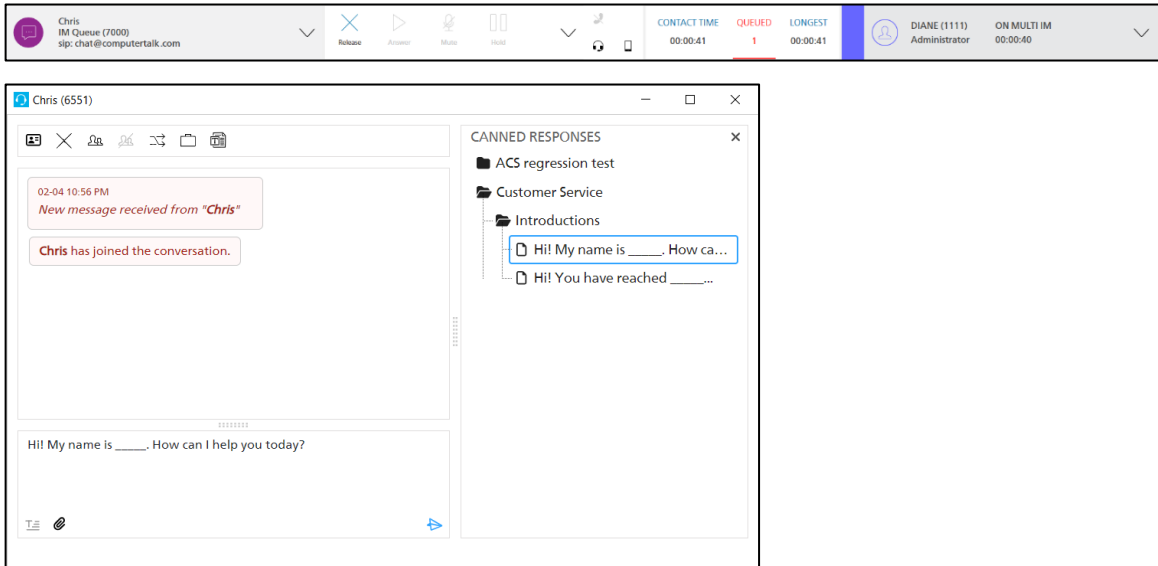 Chris
IM Queue (7000)
sip: chat@computertalk.com
Release
Answer
Mute
Hold
CONTACT TIME
00:00:41
QUEUED
1
LONGEST
00:00:41
DIANE (1111)
Administrator
ON MULTI IM
00:00:40
Chris (6551)
02-04 10:56 PM
New message received from "Chris"
Chris has joined the conversation.
Hi! My name is _____. How can I help you today?
CANNED RESPONSES
ACS regression test
Customer Service
Introductions
Hi! My name is _____. How ca...
Hi! You have reached _____...